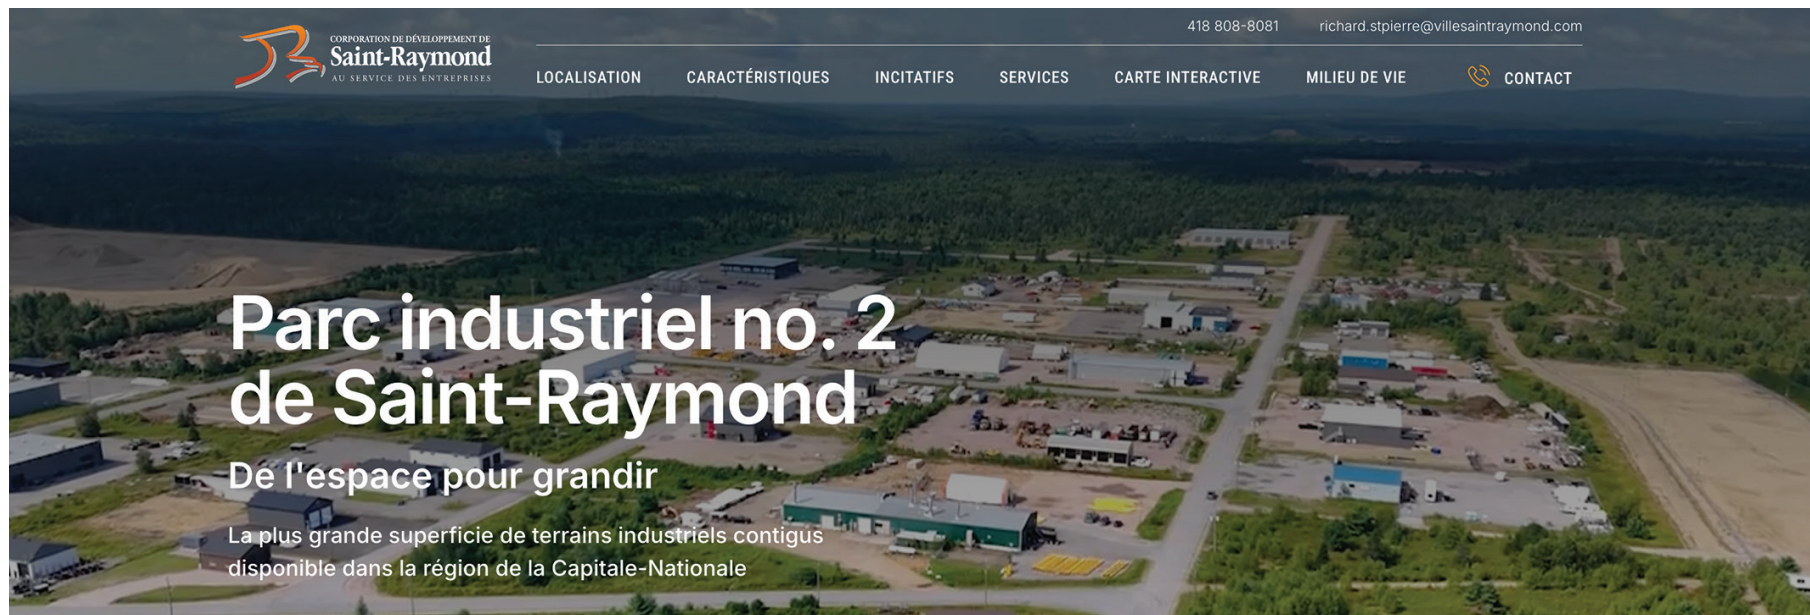 418 808-8081
richard.stpierre@villesaintraymond.com
CORPORATION DE DÉVELOPPEMENT DE
Saint-Raymond
AU SERVICE DES ENTREPRISES
LOCALISATION
CARACTÉRISTIQUES
INCITATIFS
SERVICES
CARTE INTERACTIVE
MILIEU DE VIE
CONTACT
Parc industriel no. 2
de Saint-Raymond
De l'espace pour grandir
La plus grande superficie de terrains industriels contigus
disponible dans la région de la Capitale-Nationale